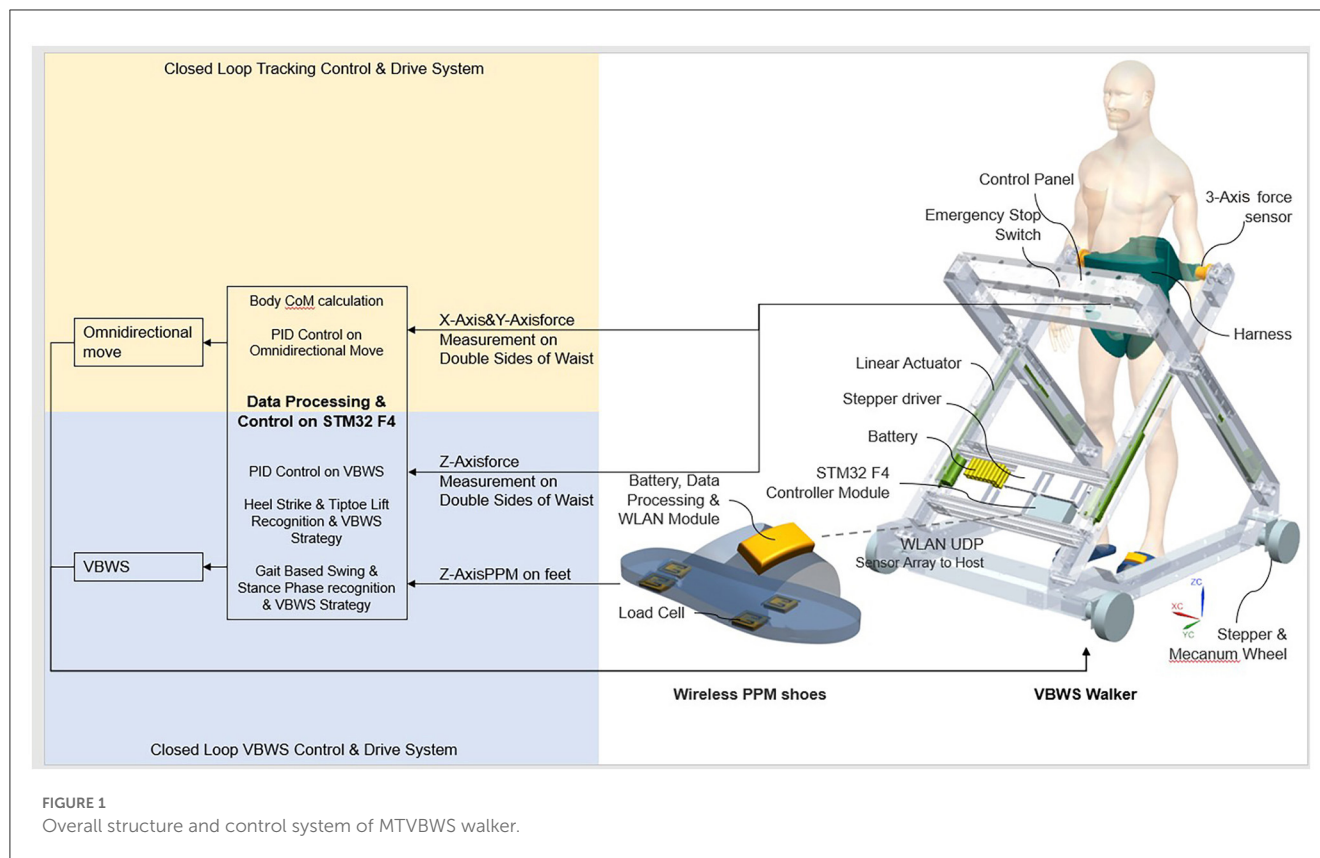 Closed Loop Tracking Control & Drive System
Body CoM calculation
PID Control on
Omnidirectional Move
Data Processing &
Control on STM32 F4
PID Control on VBWS
Heel Strike & Tiptoe Lift
Recognition & VBWS
Strategy
Gait Based Swing &
Stance Phase recognition
& VBWS Strategy
Omnidirectional
move
VBWS
X-Axis&Y-Axisforce
Measurement on
Double Sides of Waist
Z-Axisforce
Measurement on
Double Sides of Waist
Z-AxisPPM on feet
Closed Loop VBWS Control & Drive System
Control Panel
Emergency Stop
Switch
3-Axis force
sensor
Harness
Linear Actuator
Stepper driver
Battery
STM32 F4
Controller Module
Battery, Data
Processing &
WLAN Module
WLAN UDP
Sensor Array to Host
Load Cell
ZC
XC
YC
Stepper &
Mecanum Wheel
Wireless PPM shoes
VBWS Walker
FIGURE 1
Overall structure and control system of MTVBWS walker.